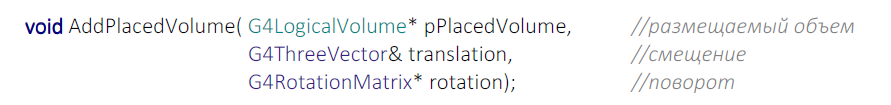 void AddPlacedVolume( G4LogicalVolume* pPlacedVolume, //размещаемый объем
G4ThreeVector& translation, //смещение
G4RotationMatrix* rotation); //поворот